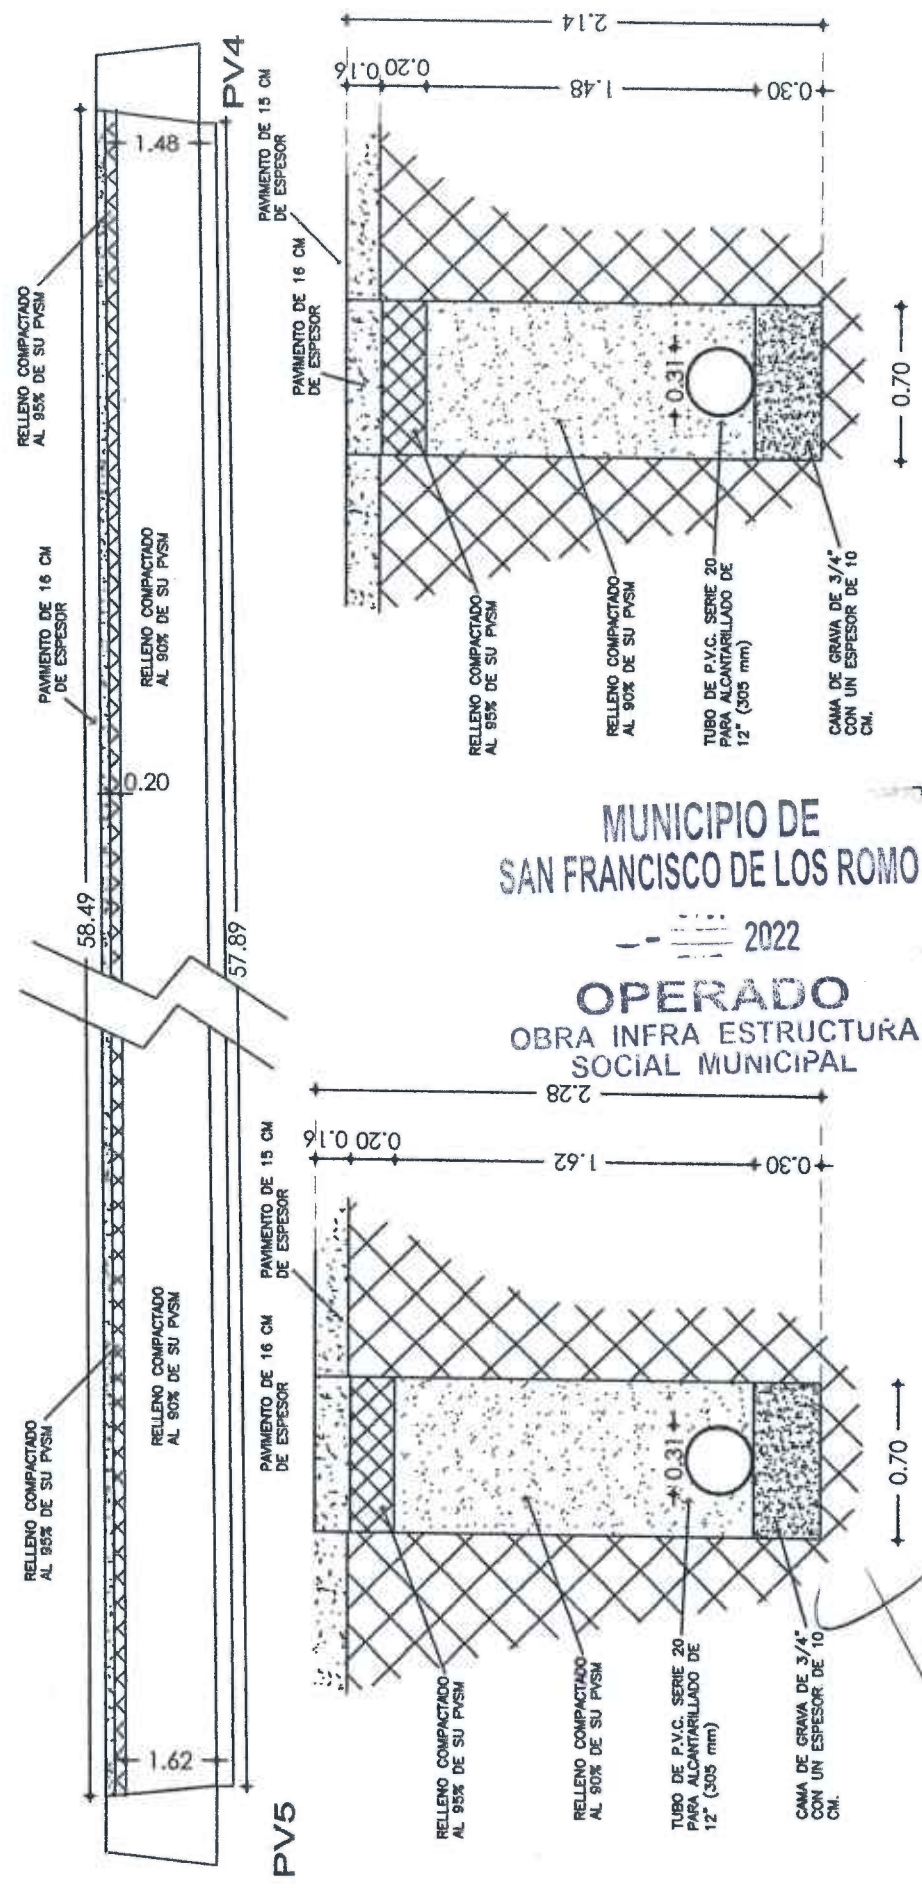 PV5
PV4
58.49
57.89
1.62
1.48
0.20
RELLENO COMPACTADO
AL 95% DE SU PVSM
RELLENO COMPACTADO
AL 90% DE SU PVSM
PAVIMENTO DE 16 CM
DE ESPESOR
RELLENO COMPACTADO
AL 90% DE SU PVSM
RELLENO COMPACTADO
AL 95% DE SU PVSM
PAVIMENTO DE 16 CM
DE ESPESOR
PAVIMENTO DE 15 CM
DE ESPESOR
RELLENO COMPACTADO
AL 95% DE SU PVSM
RELLENO COMPACTADO
AL 90% DE SU PVSM
TUBO DE P.V.C. SERIE 20
PARA ALCANTARILLADO DE
12" (305 mm)
CAMA DE GRAVA DE 3/4"
CON UN ESPESOR DE 10
CM.
0.31
0.70
0.16
0.20
1.62
0.30
2.28
PAVIMENTO DE 16 CM
DE ESPESOR
PAVIMENTO DE 15 CM
DE ESPESOR
RELLENO COMPACTADO
AL 95% DE SU PVSM
RELLENO COMPACTADO
AL 90% DE SU PVSM
TUBO DE P.V.C. SERIE 20
PARA ALCANTARILLADO DE
12" (305 mm)
CAMA DE GRAVA DE 3/4"
CON UN ESPESOR DE 10
CM.
0.31
0.70
0.16
0.20
1.48
0.30
2.14
MUNICIPIO DE
SAN FRANCISCO DE LOS ROMO
2022
OPERADO
OBRA INFRA ESTRUCTURA
SOCIAL MUNICIPAL